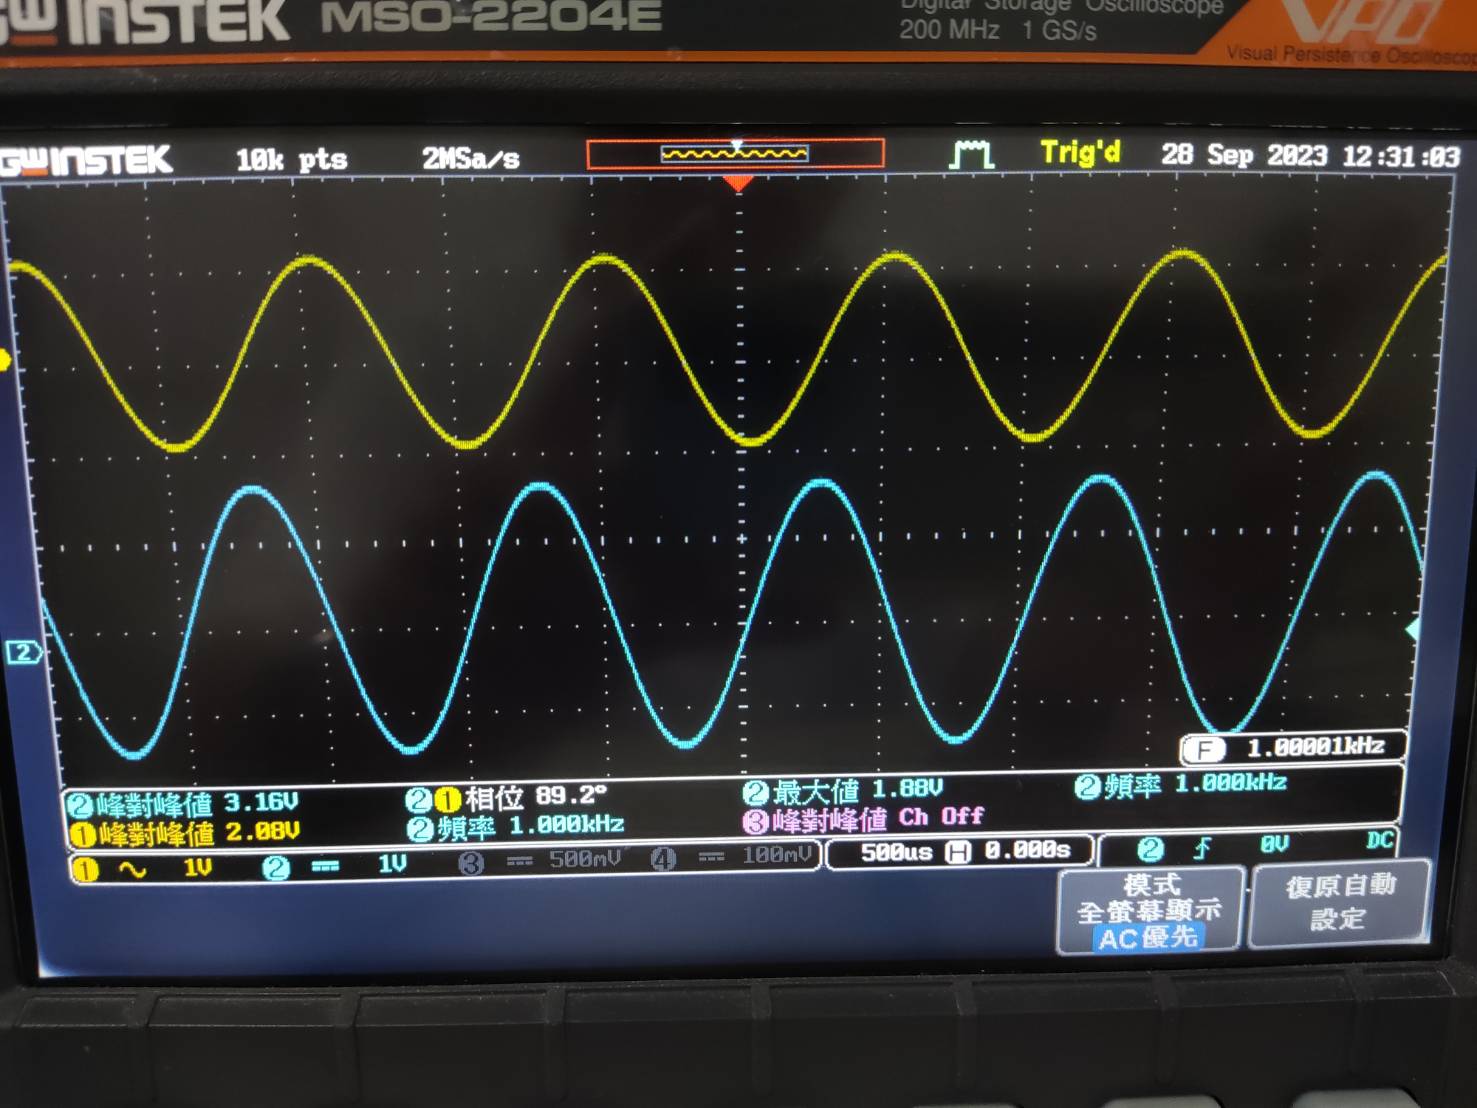 GWINSTEK MSO-2204E Digital Storage Oscilloscope
200 MHz 1 GS/s
VPO
Visual Persistence Oscilloscope
GWINSTEK 10k pts 2MSa/s Trig'd 28 Sep 2023 12:31:03
2
F 1.00001kHz
2 峰對峰值 3.16V 2 1 相位 89.2° 2 最大值 1.88V 2 頻率 1.000kHz
1 峰對峰值 2.08V 2 頻率 1.000kHz 3 峰對峰值 Ch Off
1 1V 2 1V 3 500mV 4 100mV 500us H 0.000s 2 0V DC
模式
全螢幕顯示
AC優先
復原自動
設定